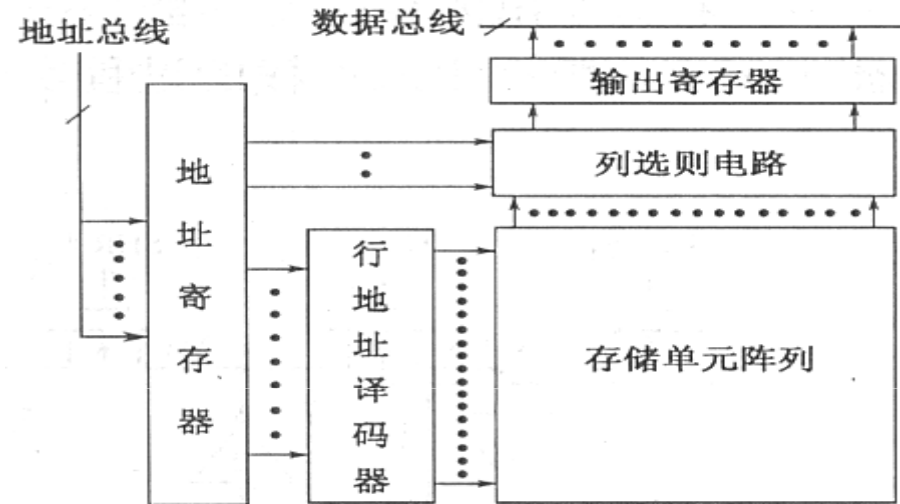 地址总线
数据总线
输出寄存器
列选则电路
地址寄存器
行地址译码器
存储单元阵列